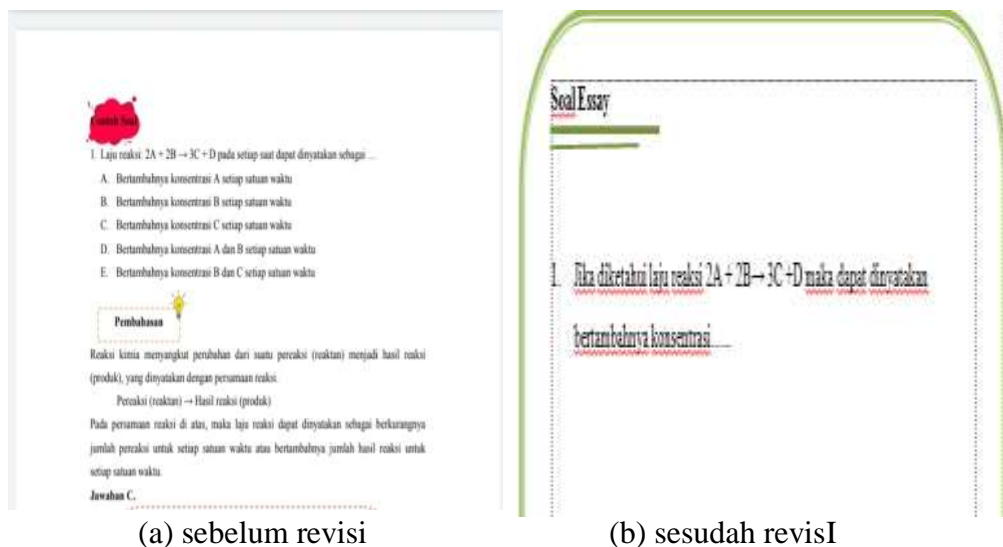 Contoh Soal
1. Laju reaksi: 2A + 2B → 3C + D pada setiap saat dapat dinyatakan sebagai ...
A. Bertambahnya konsentrasi A setiap satuan waktu
B. Bertambahnya konsentrasi B setiap satuan waktu
C. Bertambahnya konsentrasi C setiap satuan waktu
D. Bertambahnya konsentrasi A dan B setiap satuan waktu
E. Bertambahnya konsentrasi B dan C setiap satuan waktu
Pembahasan
Reaksi kimia menyangkut perubahan dari suatu pereaksi (reaktan) menjadi hasil reaksi
(produk), yang dinyatakan dengan persamaan reaksi:
Pereaksi (reaktan) → Hasil reaksi (produk)
Pada persamaan reaksi di atas, maka laju reaksi dapat dinyatakan sebagai berkurangnya
jumlah pereaksi untuk setiap satuan waktu atau bertambahnya jumlah hasil reaksi untuk
setiap satuan waktu.
Jawaban C.
Soal Essay
1. Jika diketahui laju reaksi 2A + 2B→ 3C +D maka dapat dinyatakan
bertambahnya konsentrasi......
(a) sebelum revisi
(b) sesudah revisI